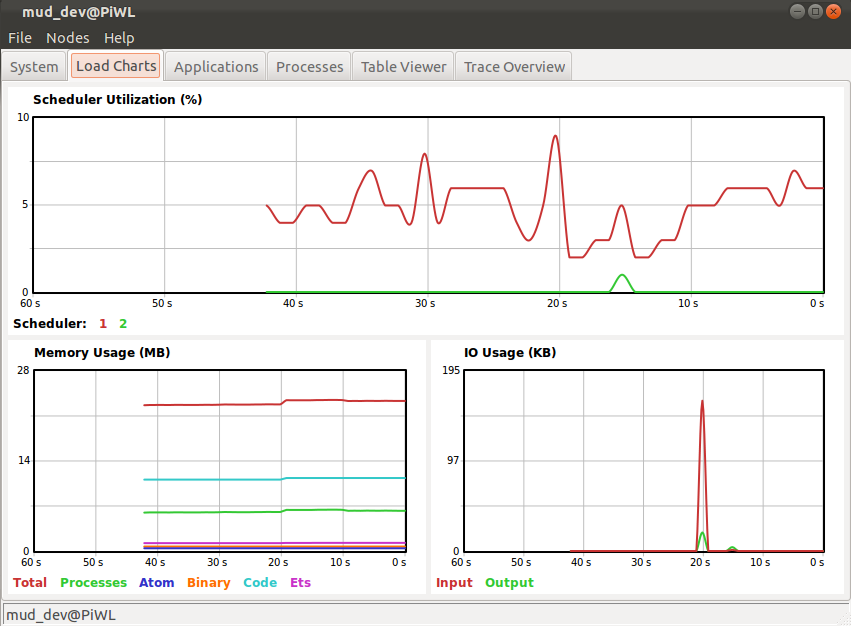 mud_dev@PiWL
File Nodes Help
System Load Charts Applications Processes Table Viewer Trace Overview
Scheduler Utilization (%)
10
5
0
60 s 50 s 40 s 30 s 20 s 10 s 0 s
Scheduler: 1 2
Memory Usage (MB)
28
14
0
60 s 50 s 40 s 30 s 20 s 10 s 0 s
Total Processes Atom Binary Code Ets
IO Usage (KB)
195
97
0
60 s 50 s 40 s 30 s 20 s 10 s 0 s
Input Output
mud_dev@PiWL